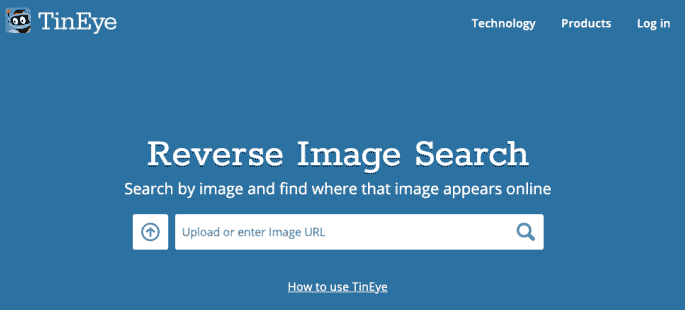 TinEye
Technology Products Log in
Reverse Image Search
Search by image and find where that image appears online
Upload or enter Image URL
How to use TinEye